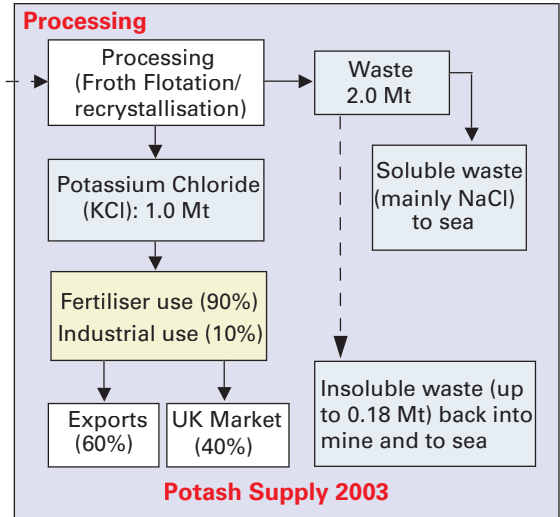 Processing
Processing
(Froth Flotation/
recrystallisation)
Waste
2.0 Mt
Soluble waste
(mainly NaCl)
to sea
Potassium Chloride
(KCl): 1.0 Mt
Fertiliser use (90%)
Industrial use (10%)
Exports
(60%)
UK Market
(40%)
Insoluble waste (up
to 0.18 Mt) back into
mine and to sea
Potash Supply 2003